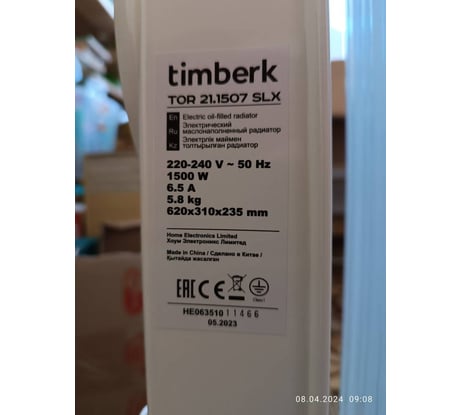 timberk
TOR 21.1507 SLX
En Electric oil-filled radiator
Ru Электрический
маслонаполненный радиатор
Kz Электрлік маймен
толтырылған радиатор
220-240 V ~ 50 Hz
1500 W
6.5 A
5.8 kg
620x310x235 mm
Home Electronics Limited
Хоум Электроникс Лимитед
Made in China / Сделано в Китае /
Қытайда жасалған
EAC CE
Class I
HE063510 11466
05.2023
08.04.2024 09:08